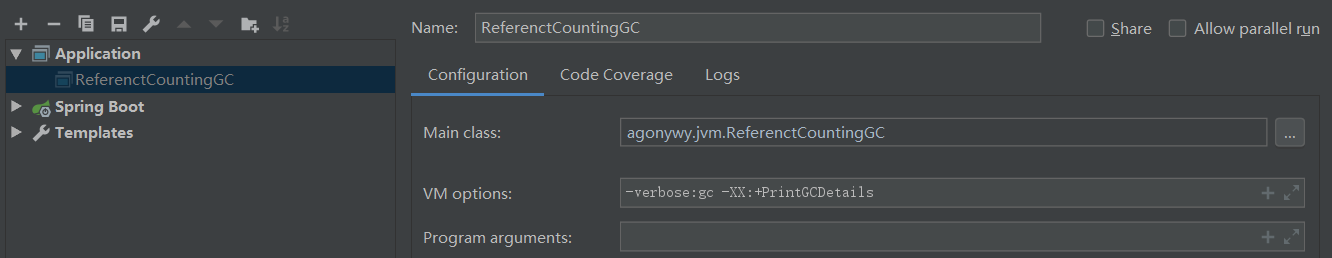 Application
ReferenctCountingGC
Spring Boot
Templates
Name: ReferenctCountingGC Share Allow parallel run
Configuration Code Coverage Logs
Main class: agonywy.jvm.ReferenctCountingGC ...
VM options: -verbose:gc -XX:+PrintGCDetails
Program arguments: